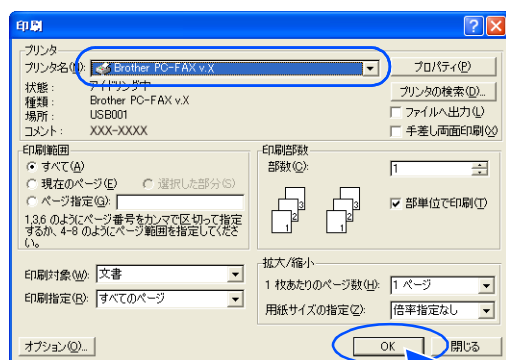 印刷
プリンタ
プリンタ名(N): Brother PC-FAX v.X プロパティ(P)
状態: アイドリング中 プリンタの検索(D)...
種類: Brother PC-FAX v.X
場所: USB001 ファイルへ出力(L)
コメント: XXX-XXXX 手差し両面印刷(X)
印刷範囲
すべて(A)
現在のページ(E) 選択した部分(S)
ページ指定(G):
1,3,6 のようにページ番号をカンマで区切って指定
するか、4-8 のようにページ範囲を指定してくださ
い。
印刷部数
部数(C): 1
1 2 3 1 2 3
部単位で印刷(T)
印刷対象(W): 文書
印刷指定(R): すべてのページ
拡大/縮小
1 枚あたりのページ数(H): 1 ページ
用紙サイズの指定(Z): 倍率指定なし
オプション(O)... OK 閉じる